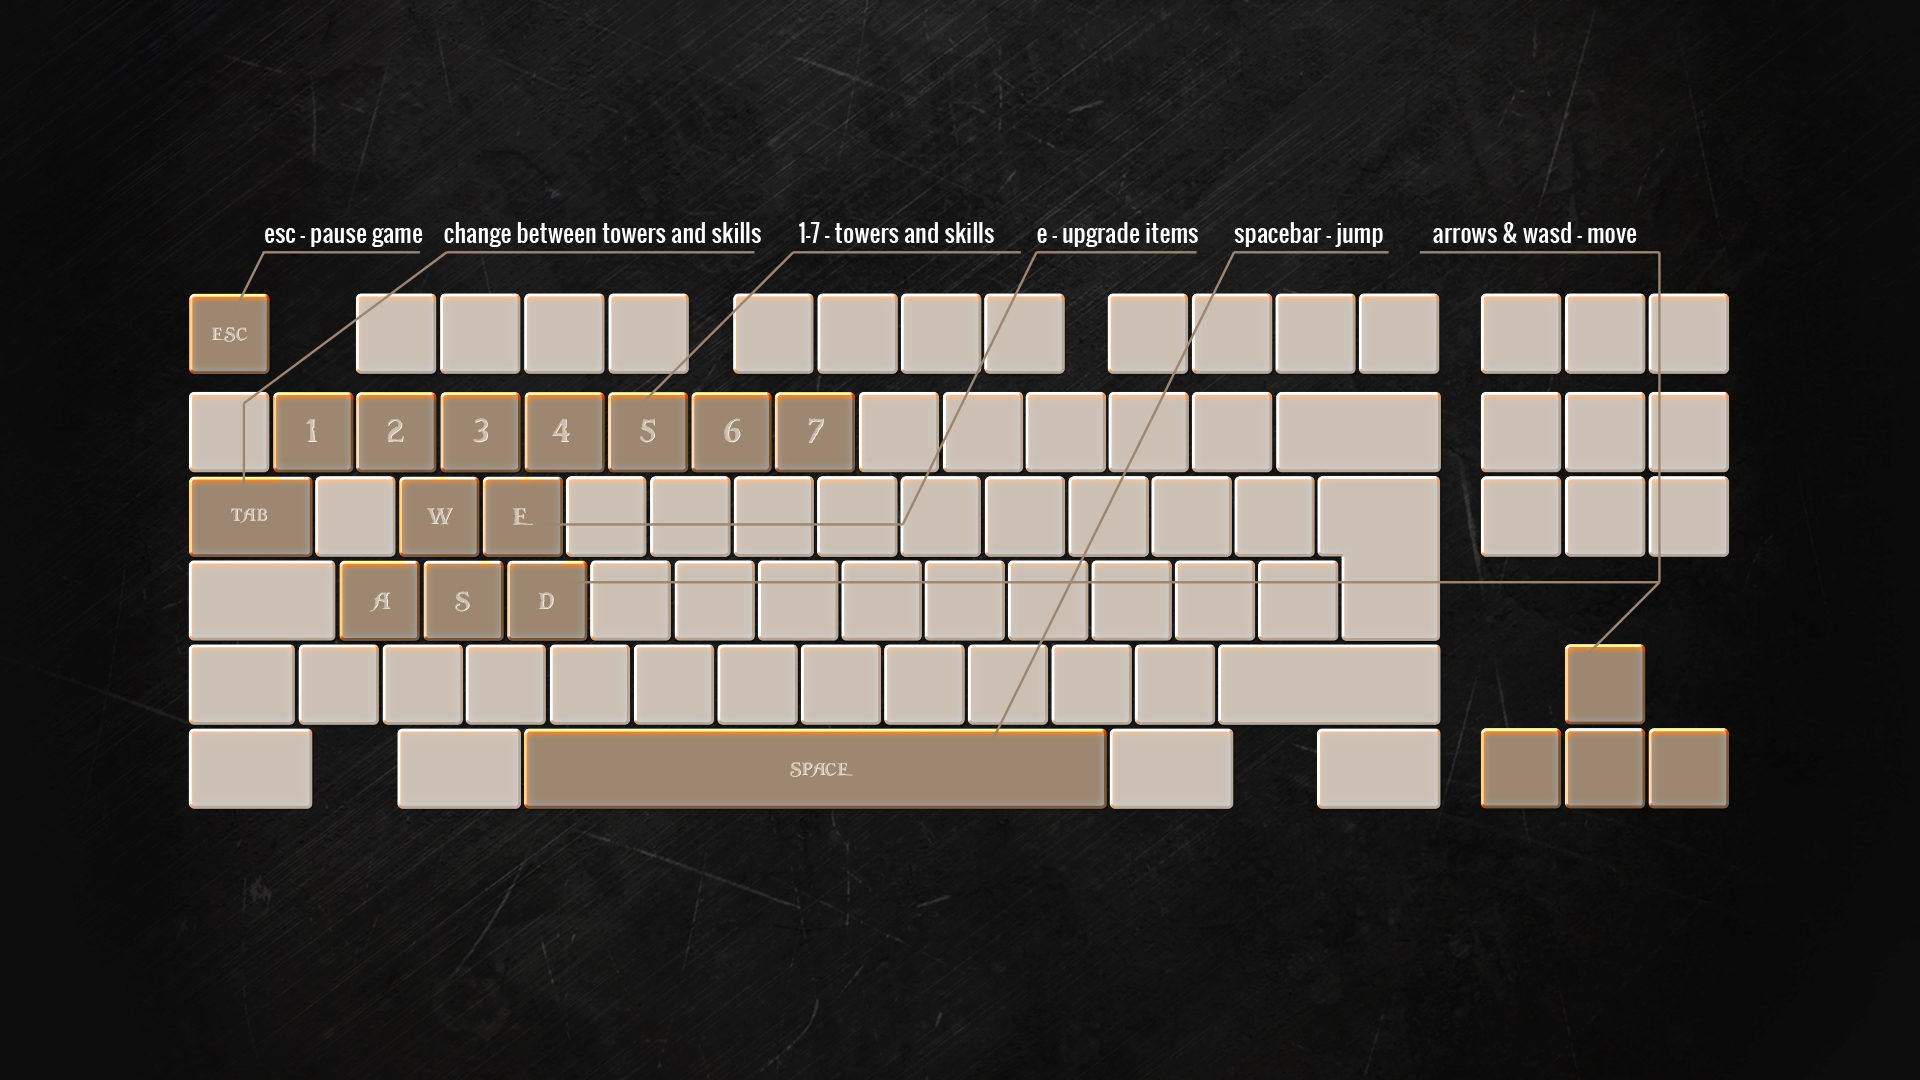 esc - pause game
change between towers and skills
1-7 - towers and skills
e - upgrade items
spacebar - jump
arrows & wasd - move
ESC
1 2 3 4 5 6 7
TAB W E
A S D
SPACE